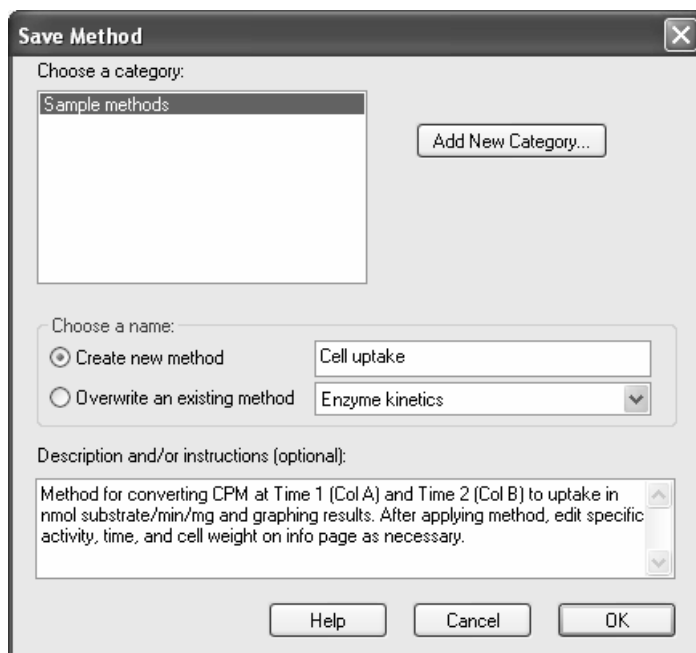 Save Method
Choose a category:
Sample methods
Add New Category...
Choose a name:
Create new method
Cell uptake
Overwrite an existing method
Enzyme kinetics
Description and/or instructions (optional):
Method for converting CPM at Time 1 (Col A) and Time 2 (Col B) to uptake in
nmol substrate/min/mg and graphing results. After applying method, edit specific
activity, time, and cell weight on info page as necessary.
Help
Cancel
OK